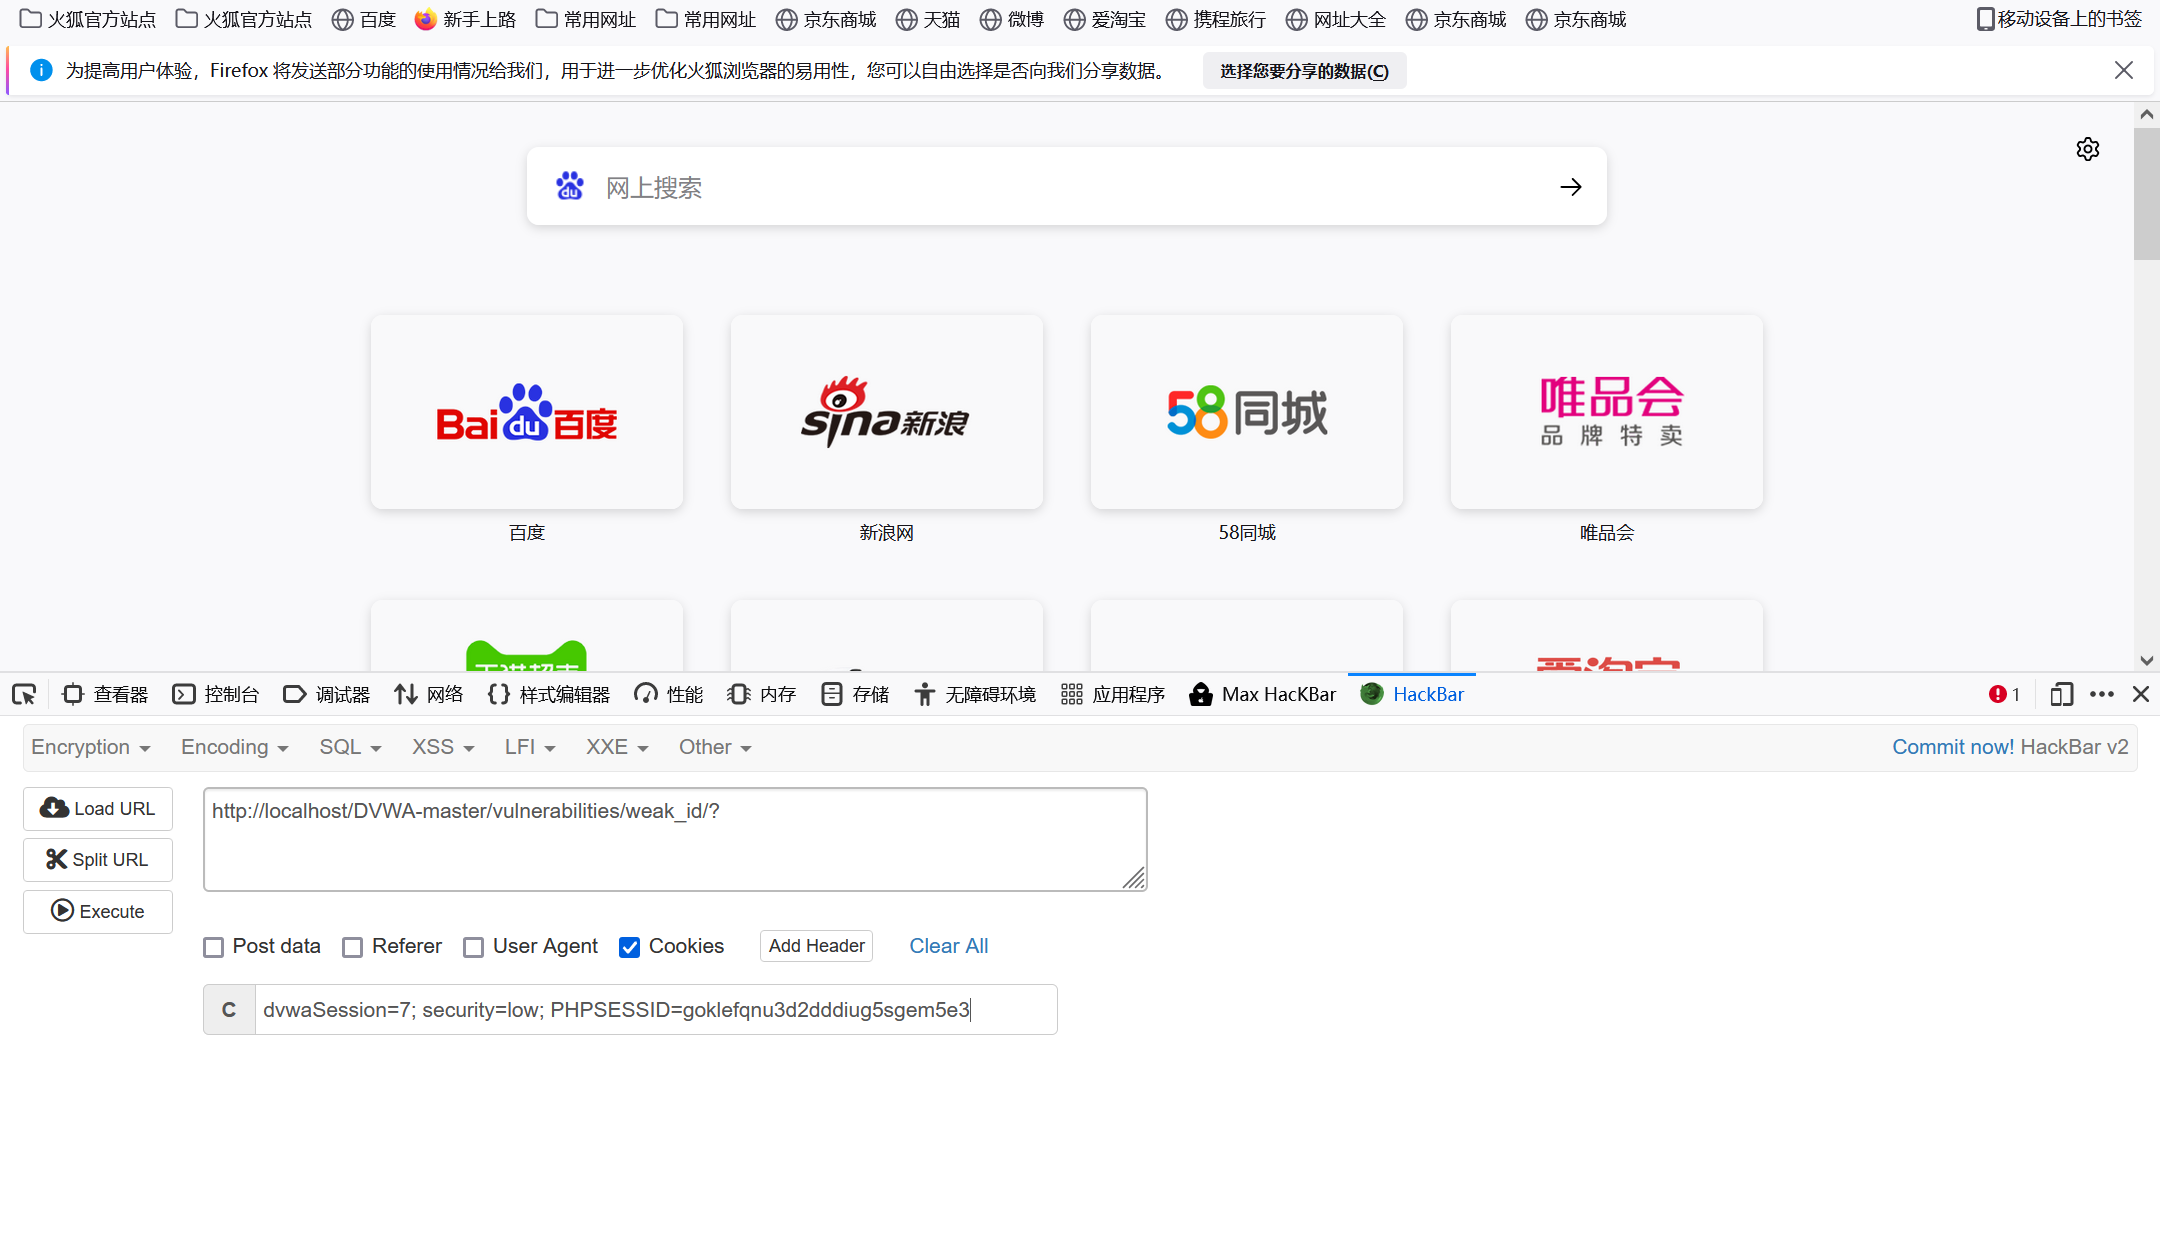 火狐官方站点 火狐官方站点 百度 新手上路 常用网址 常用网址 京东商城 天猫 微博 爱淘宝 携程旅行 网址大全 京东商城 京东商城 移动设备上的书签
为提高用户体验，Firefox 将发送部分功能的使用情况给我们，用于进一步优化火狐浏览器的易用性，您可以自由选择是否向我们分享数据。 选择您要分享的数据(C)
du 网上搜索
Bai du 百度 sina新浪 58同城 唯品会
品牌特卖
百度 新浪网 58同城 唯品会
天猫超市 爱淘宝
查看器 控制台 调试器 网络 样式编辑器 性能 内存 存储 无障碍环境 应用程序 Max HacKBar HackBar 1
Encryption Encoding SQL XSS LFI XXE Other Commit now! HackBar v2
Load URL http://localhost/DVWA-master/vulnerabilities/weak_id/?
Split URL
Execute
Post data Referer User Agent Cookies Add Header Clear All
C dvwaSession=7; security=low; PHPSESSID=goklefqnu3d2dddiug5sgem5e3